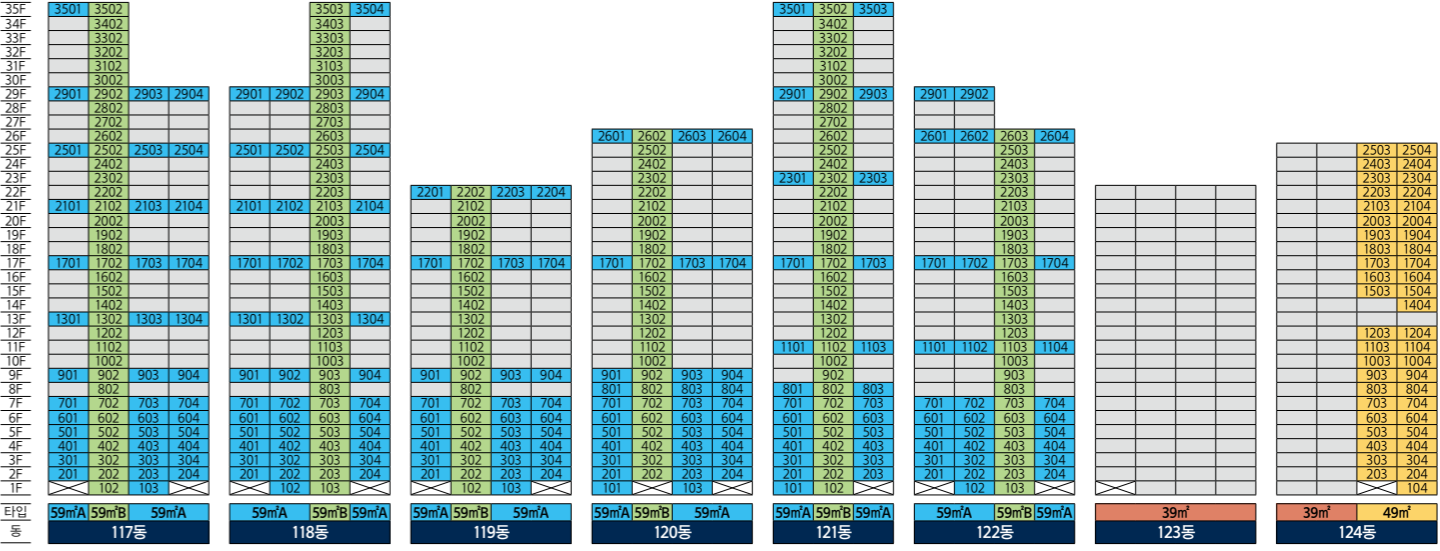 35F 3501 3502 3503 3504 3501 3502 3503
34F 3402 3403 3402
33F 3302 3303 3302
32F 3202 3203 3202
31F 3102 3103 3102
30F 3002 3003 3002
29F 2901 2902 2903 2904 2901 2902 2903 2904 2901 2902 2903 2901 2902
28F 2802 2803 2802
27F 2702 2703 2702
26F 2602 2603 2601 2602 2603 2604 2602 2601 2602 2603 2604
25F 2501 2502 2503 2504 2501 2502 2503 2504 2502 2502 2503 2503 2504
24F 2402 2403 2402 2402 2403 2403 2404
23F 2302 2303 2302 2301 2302 2303 2303 2303 2304
22F 2202 2203 2201 2202 2203 2204 2202 2202 2203 2203 2204
21F 2101 2102 2103 2104 2101 2102 2103 2104 2102 2102 2102 2103 2103 2104
20F 2002 2003 2002 2002 2002 2003 2003 2004
19F 1902 1903 1902 1902 1902 1903 1903 1904
18F 1802 1803 1802 1802 1802 1803 1803 1804
17F 1701 1702 1703 1704 1701 1702 1703 1704 1701 1702 1703 1704 1701 1702 1703 1704 1701 1702 1703 1701 1702 1703 1704 1703 1704
16F 1602 1603 1602 1602 1602 1603 1603 1604
15F 1502 1503 1502 1502 1502 1503 1503 1504
14F 1402 1403 1402 1402 1402 1403 1404
13F 1301 1302 1303 1304 1301 1302 1303 1304 1302 1302 1302 1303
12F 1202 1203 1202 1202 1202 1203 1203 1204
11F 1102 1103 1102 1102 1101 1102 1103 1101 1102 1103 1104 1103 1104
10F 1002 1003 1002 1002 1002 1003 1003 1004
9F 901 902 903 904 901 902 903 904 901 902 903 904 901 902 903 904 902 903 903 904
8F 802 803 802 801 802 803 804 801 802 803 803 803 804
7F 701 702 703 704 701 702 703 704 701 702 703 704 701 702 703 704 701 702 703 701 702 703 704 703 704
6F 601 602 603 604 601 602 603 604 601 602 603 604 601 602 603 604 601 602 603 601 602 603 604 603 604
5F 501 502 503 504 501 502 503 504 501 502 503 504 501 502 503 504 501 502 503 501 502 503 504 503 504
4F 401 402 403 404 401 402 403 404 401 402 403 404 401 402 403 404 401 402 403 401 402 403 404 403 404
3F 301 302 303 304 301 302 303 304 301 302 303 304 301 302 303 304 301 302 303 301 302 303 304 303 304
2F 201 202 203 204 201 202 203 204 201 202 203 204 201 202 203 204 201 202 203 201 202 203 204 203 204
1F 102 103 102 103 102 103 101 103 101 102 102 103 104
타입 59㎡A 59㎡B 59㎡A 59㎡A 59㎡B 59㎡A 59㎡A 59㎡B 59㎡A 59㎡A 59㎡B 59㎡A 59㎡A 59㎡B 59㎡A 59㎡A 59㎡B 59㎡A 39㎡ 39㎡ 49㎡
동 117동 118동 119동 120동 121동 122동 123동 124동